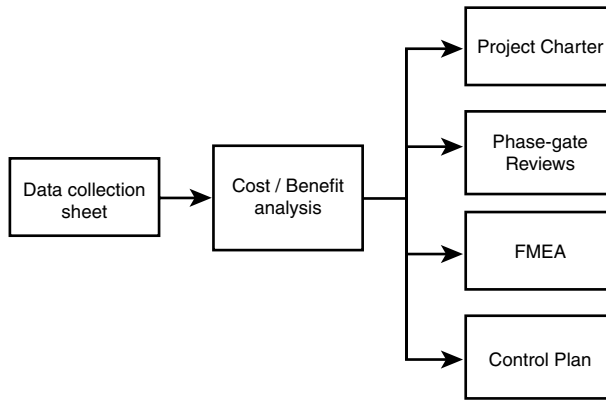 Project Charter
Phase-gate
Reviews
Data collection
sheet
Cost / Benefit
analysis
FMEA
Control Plan